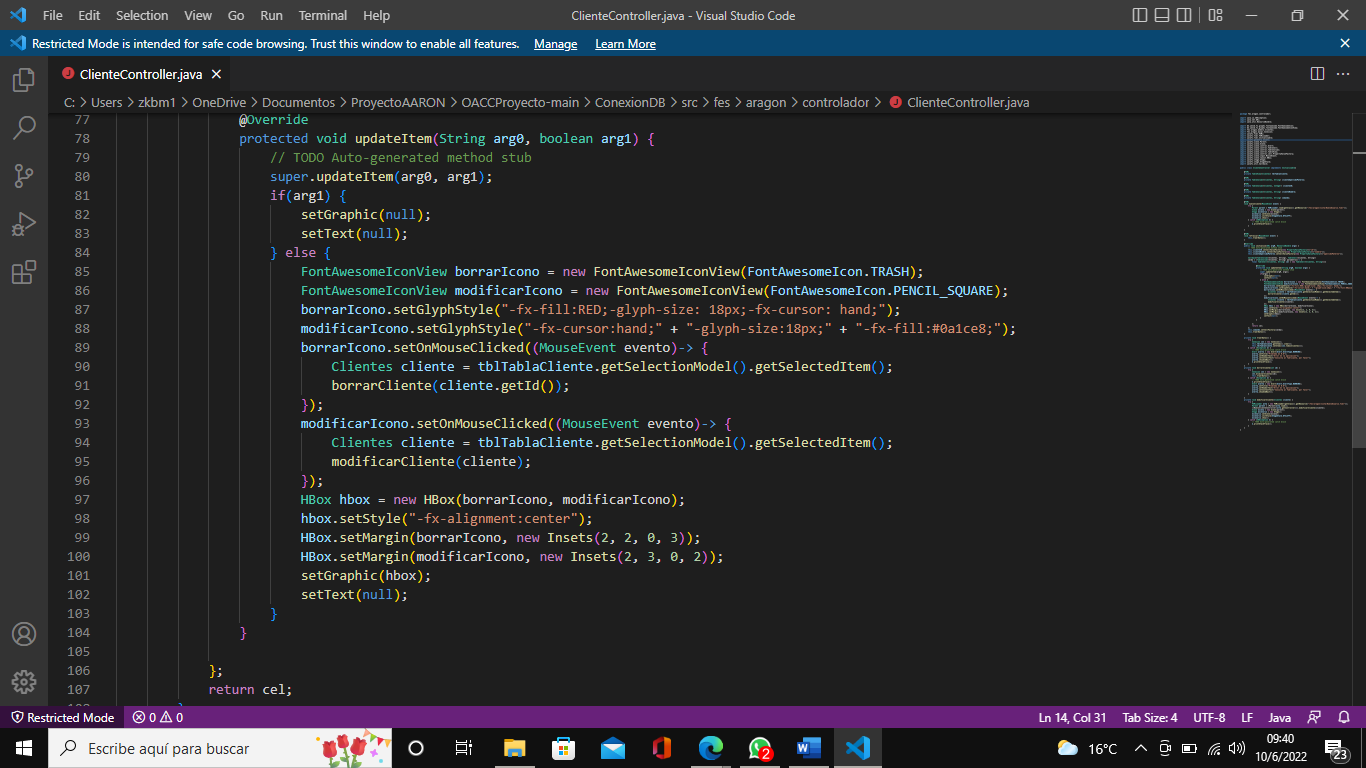 File Edit Selection View Go Run Terminal Help ClienteController.java - Visual Studio Code
Restricted Mode is intended for safe code browsing. Trust this window to enable all features. Manage Learn More
J ClienteController.java
C: > Users > zkbm1 > OneDrive > Documentos > ProyectoAARON > OACCProyecto-main > ConexionDB > src > fes > aragon > controlador > J ClienteController.java
77 @Override
78 protected void updateItem(String arg0, boolean arg1) {
79 // TODO Auto-generated method stub
80 super.updateItem(arg0, arg1);
81 if(arg1) {
82 setGraphic(null);
83 setText(null);
84 } else {
85 FontAwesomeIconView borrarIcono = new FontAwesomeIconView(FontAwesomeIcon.TRASH);
86 FontAwesomeIconView modificarIcono = new FontAwesomeIconView(FontAwesomeIcon.PENCIL_SQUARE);
87 borrarIcono.setGlyphStyle("-fx-fill:RED;-glyph-size: 18px;-fx-cursor: hand;");
88 modificarIcono.setGlyphStyle("-fx-cursor:hand;" + "-glyph-size:18px;" + "-fx-fill:#0a1ce8;");
89 borrarIcono.setOnMouseClicked((MouseEvent evento)-> {
90 Clientes cliente = tblTablaCliente.getSelectionModel().getSelectedItem();
91 borrarCliente(cliente.getId());
92 });
93 modificarIcono.setOnMouseClicked((MouseEvent evento)-> {
94 Clientes cliente = tblTablaCliente.getSelectionModel().getSelectedItem();
95 modificarCliente(cliente);
96 });
97 HBox hbox = new HBox(borrarIcono, modificarIcono);
98 hbox.setStyle("-fx-alignment:center");
99 HBox.setMargin(borrarIcono, new Insets(2, 2, 0, 3));
100 HBox.setMargin(modificarIcono, new Insets(2, 3, 0, 2));
101 setGraphic(hbox);
102 setText(null);
103 }
104 }
105
106 };
107 return cel;
Restricted Mode 0 0 Ln 14, Col 31 Tab Size: 4 UTF-8 LF Java
Escribe aquí para buscar 2 16°C 09:40
10/6/2022 23